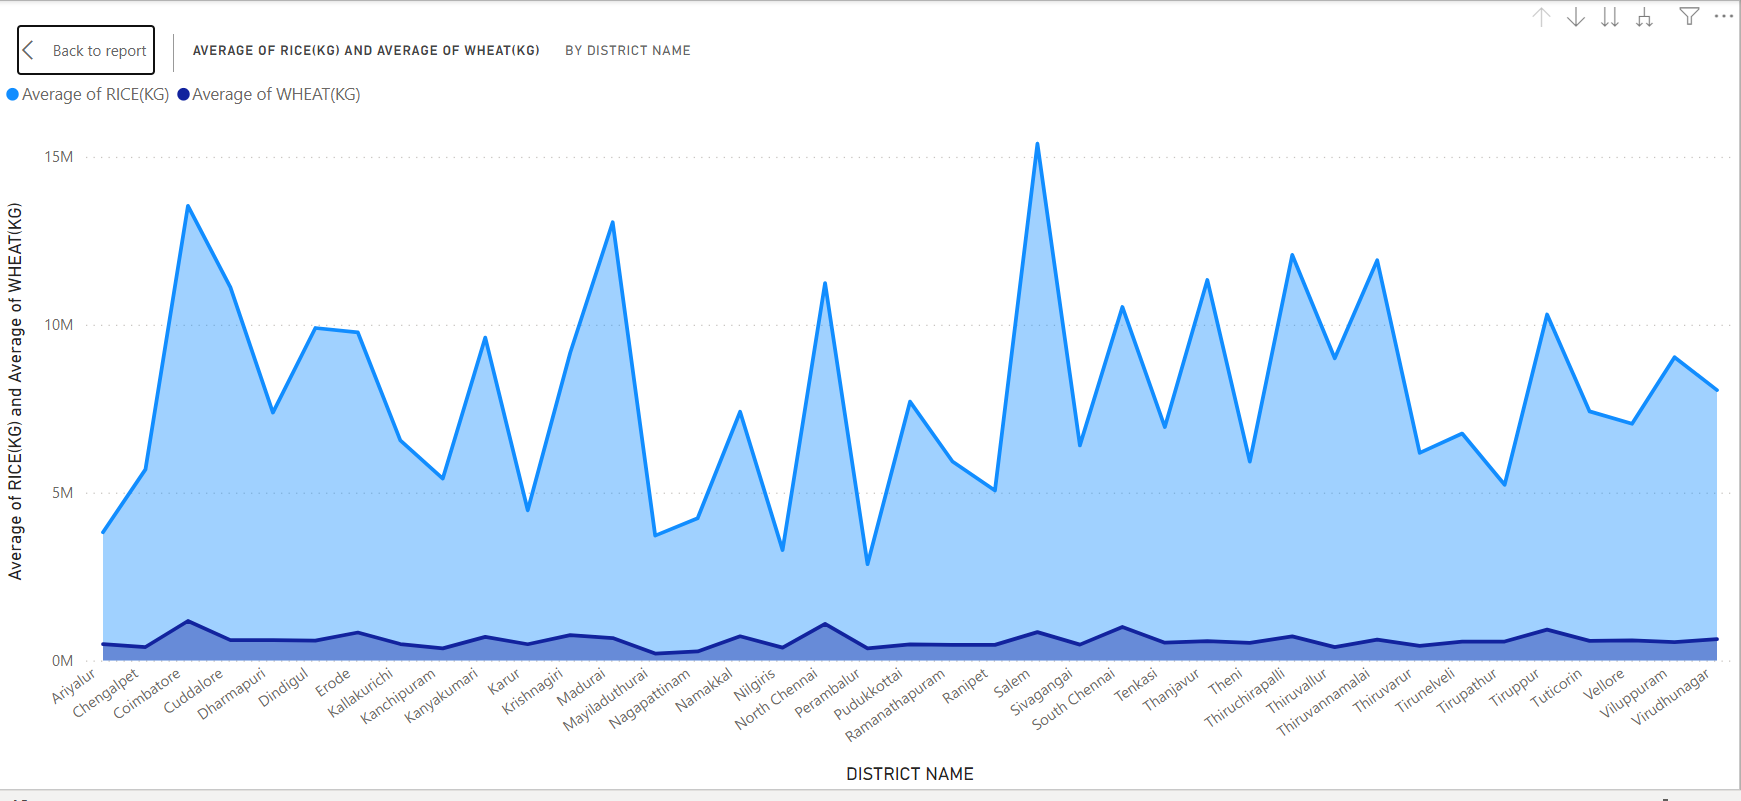 Back to report
AVERAGE OF RICE(KG) AND AVERAGE OF WHEAT(KG) BY DISTRICT NAME
Average of RICE(KG) Average of WHEAT(KG)
Average of RICE(KG) and Average of WHEAT(KG)
15M
10M
5M
0M
Ariyalur
Chengalpet
Coimbatore
Cuddalore
Dharmapuri
Dindigul
Erode
Kallakurichi
Kanchipuram
Kanyakumari
Karur
Krishnagiri
Madurai
Mayiladuthurai
Nagapattinam
Namakkal
Nilgiris
North Chennai
Perambalur
Pudukkottai
Ramanathapuram
Ranipet
Salem
Sivagangai
South Chennai
Tenkasi
Thanjavur
Theni
Thiruchirapalli
Thiruvallur
Thiruvannamalai
Thiruvarur
Tirunelveli
Tirupathur
Tiruppur
Tuticorin
Vellore
Viluppuram
Virudhunagar
DISTRICT NAME